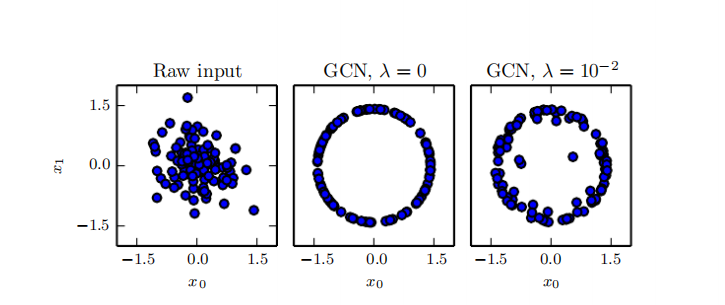 Raw input GCN, λ = 0 GCN, λ = 10⁻²
x₁
1.5
0.0
−1.5
−1.5 0.0 1.5 −1.5 0.0 1.5 −1.5 0.0 1.5
x₀ x₀ x₀